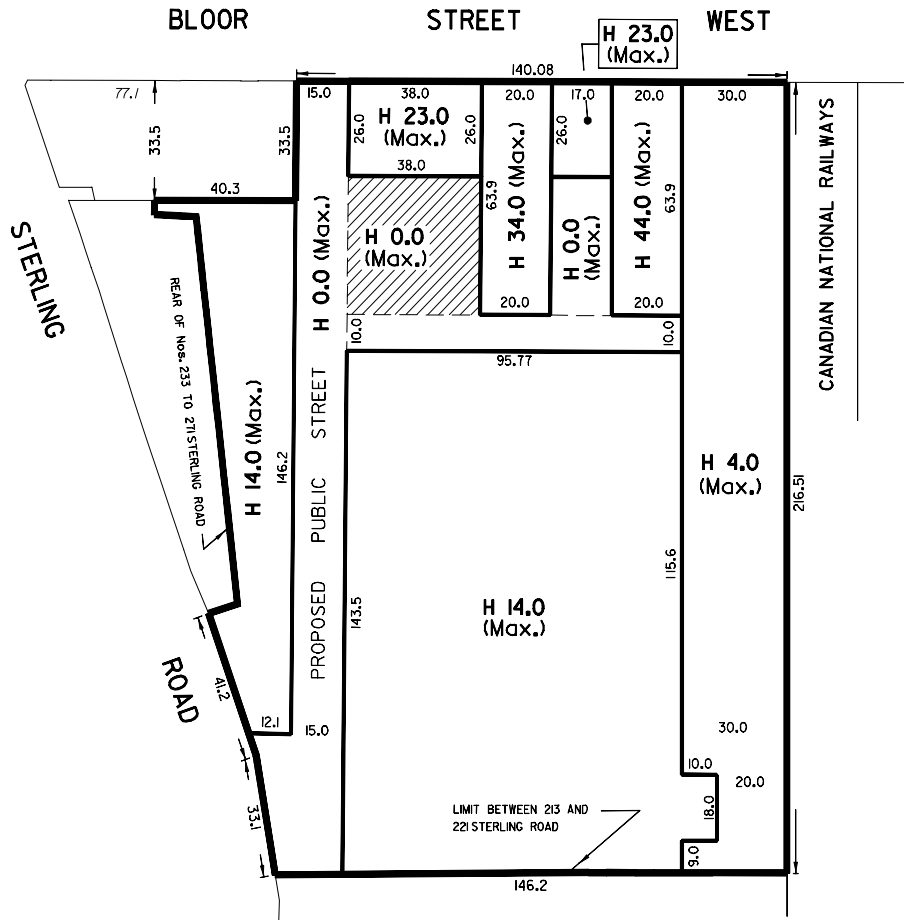 BLOOR STREET WEST
H 23.0
(Max.)
140.08
77.1
15.0
38.0
20.0
17.0
20.0
30.0
33.5
33.5
H 23.0
(Max.)
26.0
26.0
26.0
38.0
40.3
63.9
63.9
H 34.0 (Max.)
H 0.0
(Max.)
H 44.0 (Max.)
H 0.0
(Max.)
H 0.0 (Max.)
20.0
20.0
10.0
10.0
95.77
CANADIAN NATIONAL RAILWAYS
STERLING
ROAD
REAR OF Nos. 233 TO 271 STERLING ROAD
H 14.0 (Max.)
146.2
PROPOSED PUBLIC STREET
143.5
H 14.0
(Max.)
115.6
H 4.0
(Max.)
216.51
41.2
12.1
15.0
30.0
10.0
20.0
18.0
9.0
33.1
LIMIT BETWEEN 213 AND
221 STERLING ROAD
146.2